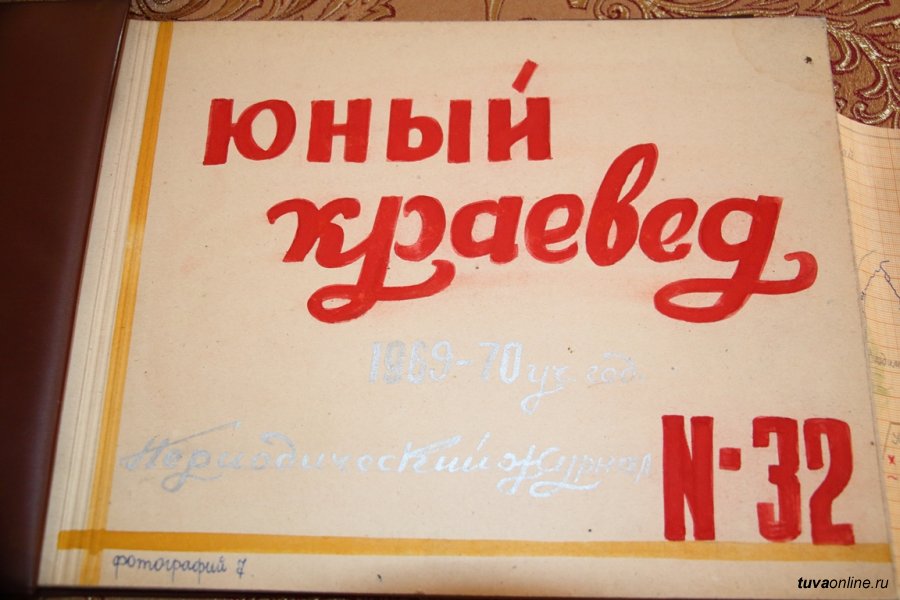 юный
краевед
1969-70 уч. год.
Периодический журнал
N-32
фотографий 7
tuvaonline.ru